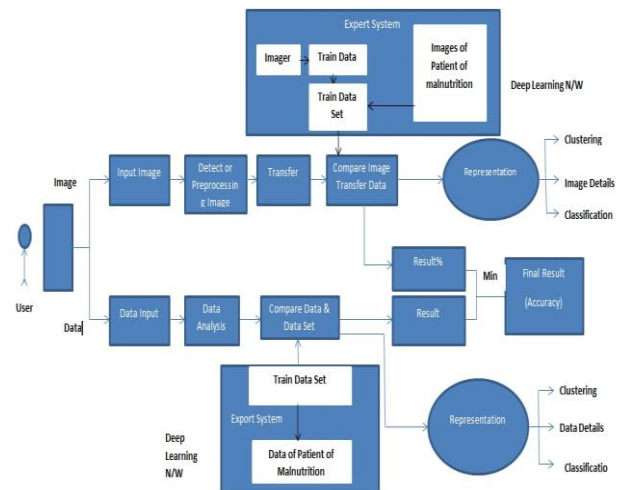 Expert System
Imager
Train Data
Images of
Patient of
malnutrition
Train Data
Set
Deep Learning N/W
Image
Input Image
Detect or
Preprocessin
g Image
Transfer
Compare Image
Transfer Data
Representation
Clustering
Image Details
Classification
User
Result%
Min
Final Result
(Accuracy)
Data
Data Input
Data
Analysis
Compare Data &
Data Set
Result
Train Data Set
Export System
Data of Patient of
Malnutrition
Deep
Learning
N/W
Representation
Clustering
Data Details
Classificatio